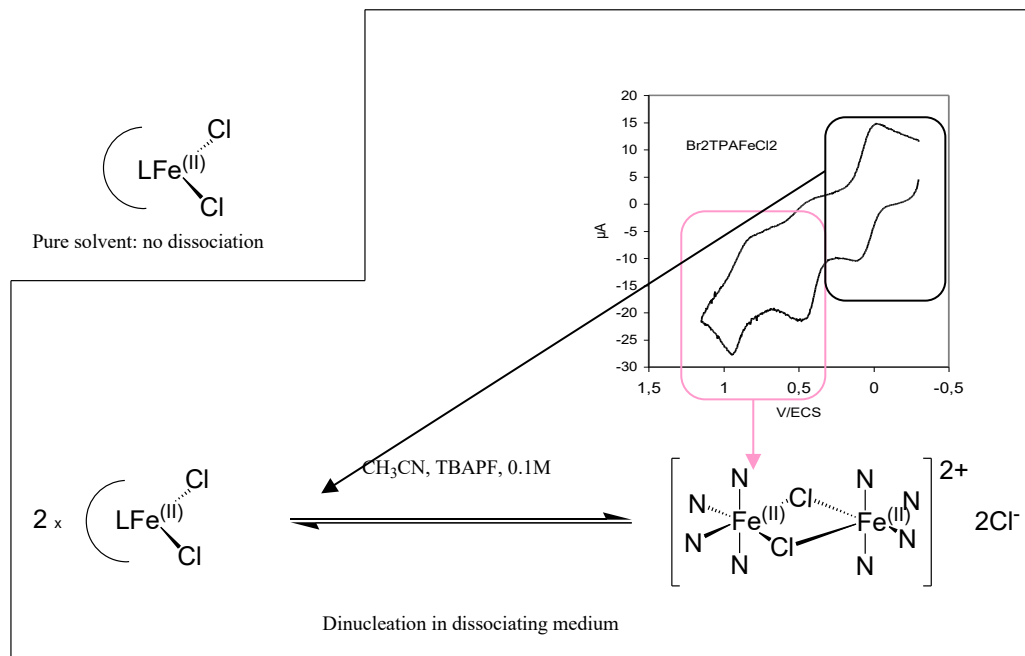 Cl
LFe(II)
Cl
Pure solvent: no dissociation
20
15
10
5
0
-5
-10
-15
-20
-25
-30
µA
Br2TPAFeCl2
1,5 1 0,5 0 -0,5
V/ECS
CH3CN, TBAPF, 0.1M
2 x
Cl
LFe(II)
Cl
2+
N N
N Cl N
Fe(II) Fe(II)
N Cl N
N N
2Cl-
Dinucleation in dissociating medium